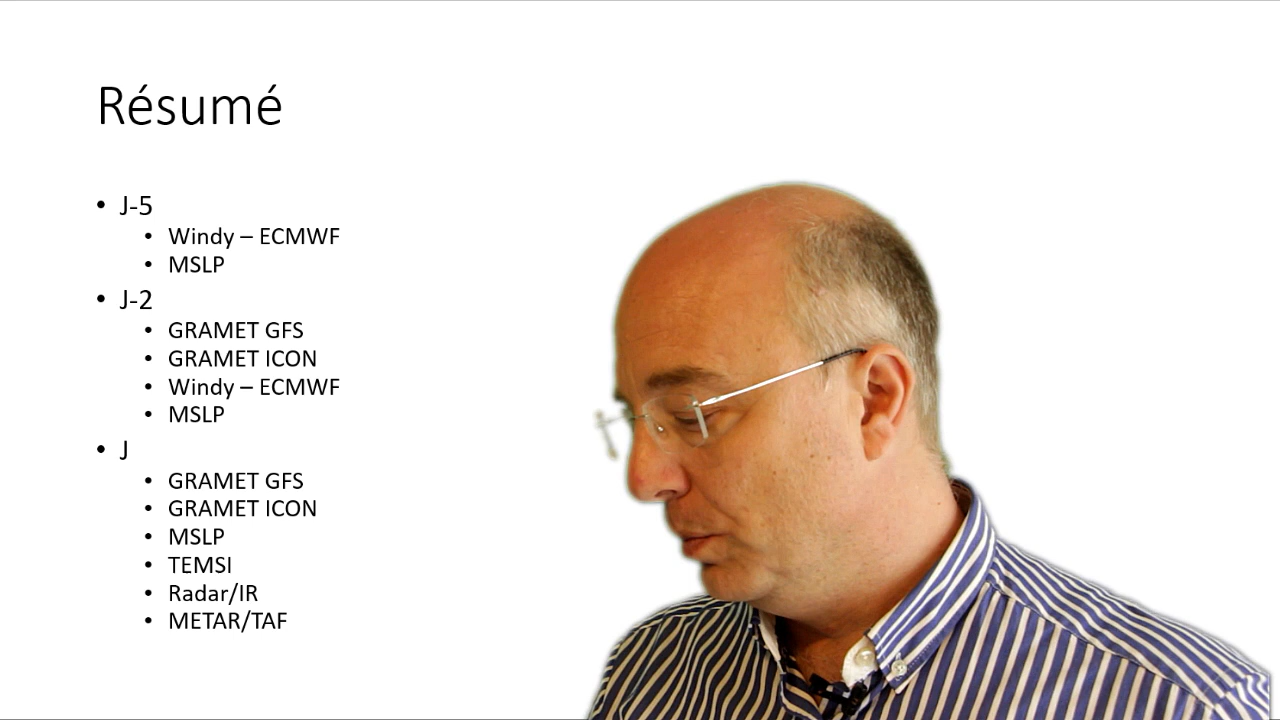 Résumé
• J-5
• Windy – ECMWF
• MSLP
• J-2
• GRAMET GFS
• GRAMET ICON
• Windy – ECMWF
• MSLP
• J
• GRAMET GFS
• GRAMET ICON
• MSLP
• TEMSI
• Radar/IR
• METAR/TAF